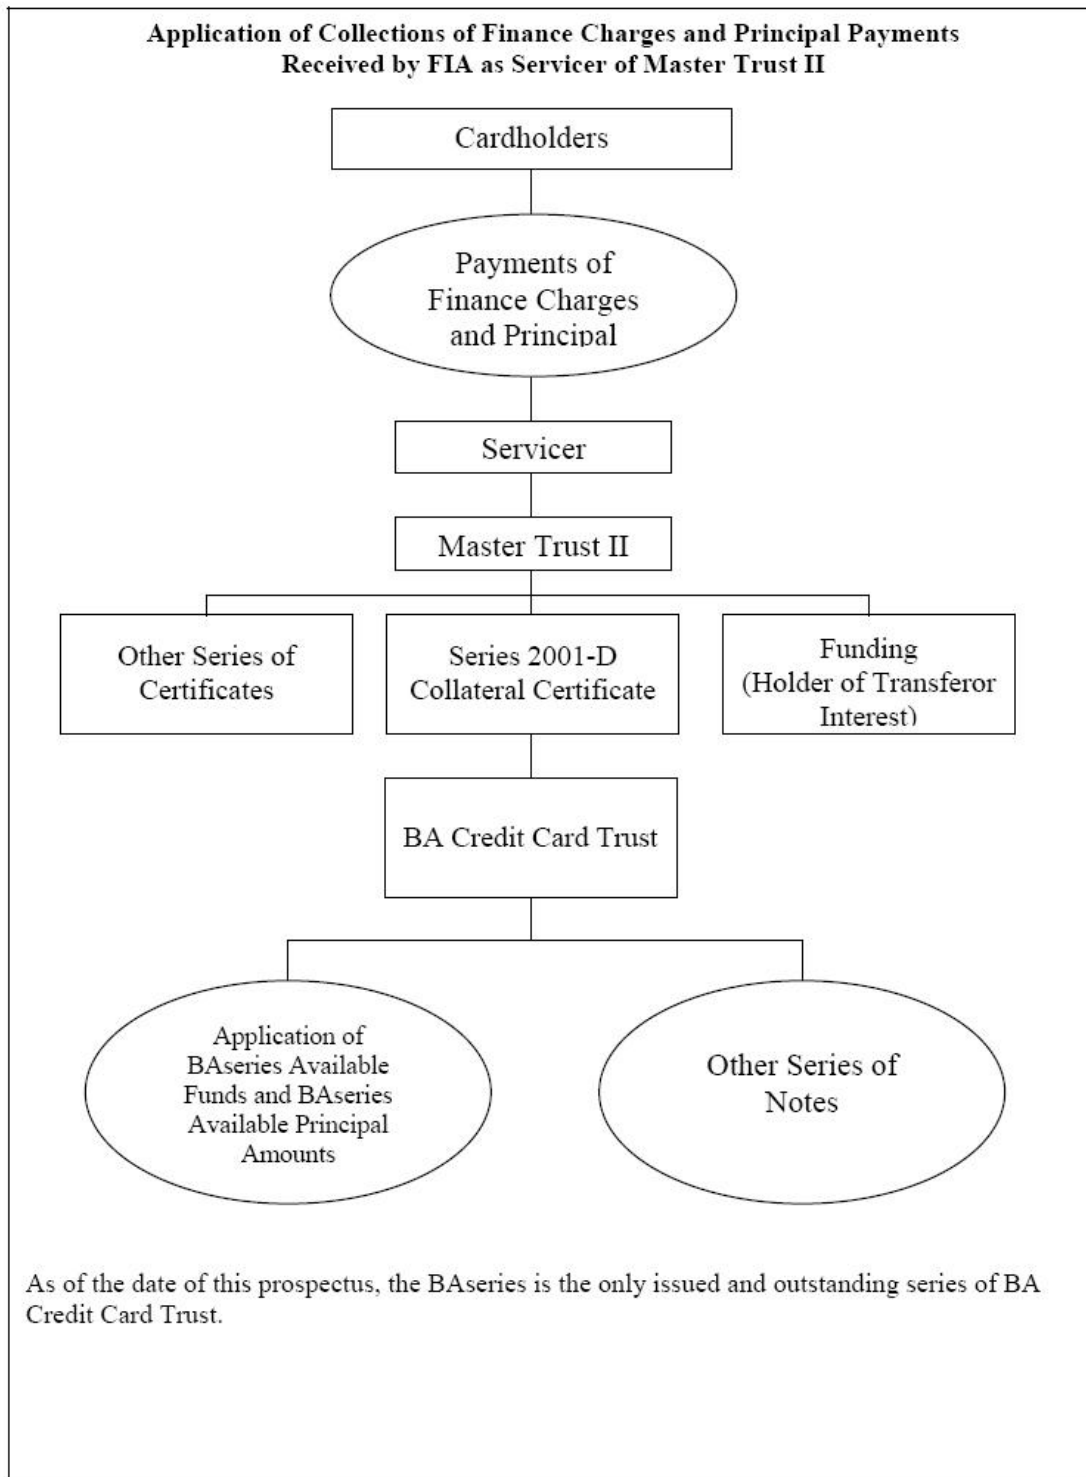 Application of Collections of Finance Charges and Principal Payments
Received by FIA as Servicer of Master Trust II
Cardholders
Payments of
Finance Charges
and Principal
Servicer
Master Trust II
Other Series of
Certificates
Series 2001-D
Collateral Certificate
Funding
(Holder of Transferor
Interest)
BA Credit Card Trust
Application of
BAseries Available
Funds and BAseries
Available Principal
Amounts
Other Series of
Notes
As of the date of this prospectus, the BAseries is the only issued and outstanding series of BA
Credit Card Trust.